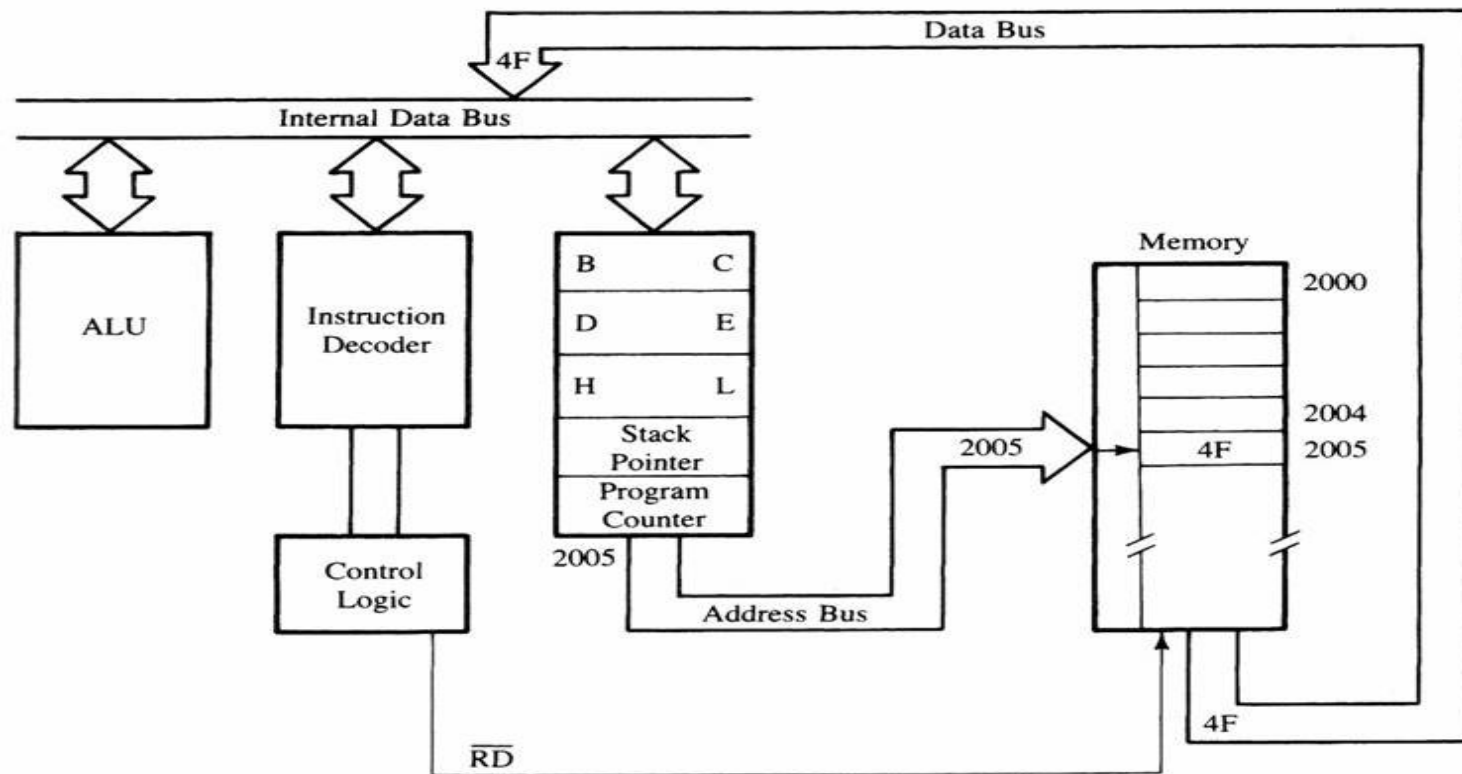 Data Bus
4F
Internal Data Bus
ALU
Instruction
Decoder
B C
D E
H L
Stack
Pointer
Program
Counter
2005
Control
Logic
Address Bus
2005
Memory
2000
2004
4F 2005
4F
R̅D̅